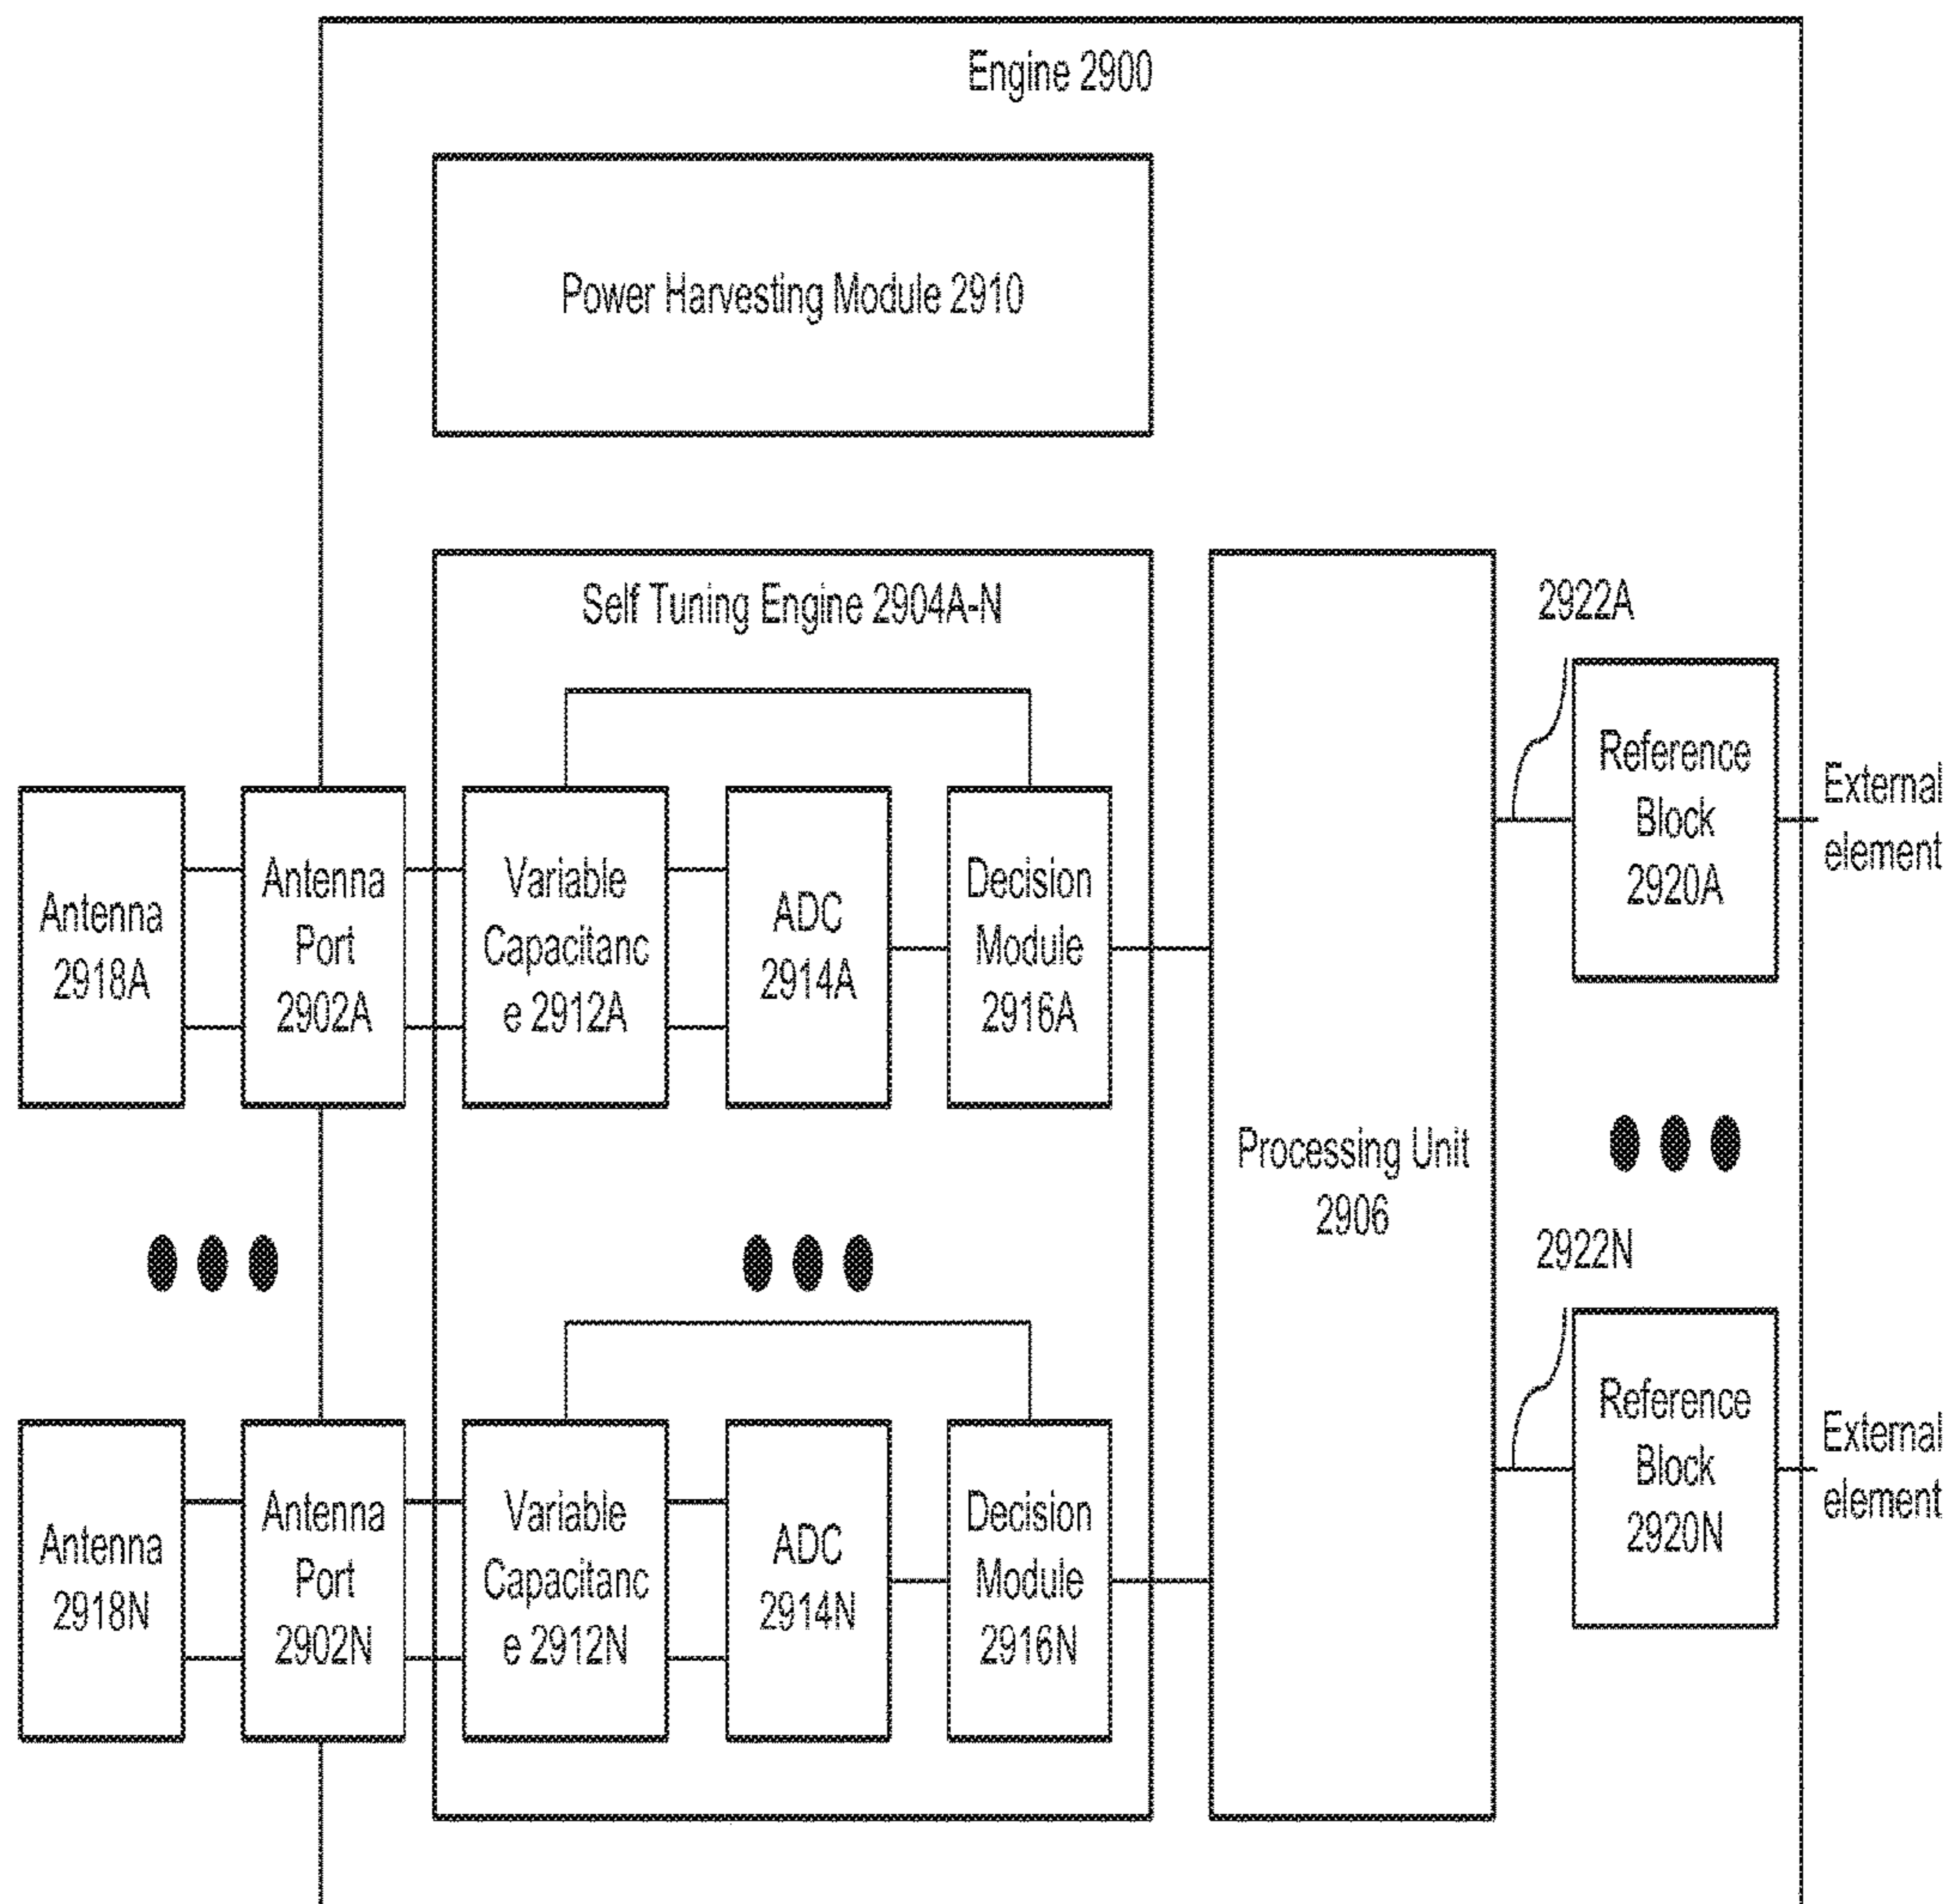 Engine 2900
Power Harvesting Module 2910
Self Tuning Engine 2904A-N
2922A
Antenna
2918A
Antenna
Port
2902A
Variable
Capacitanc
e 2912A
ADC
2914A
Decision
Module
2916A
Reference
Block
2920A
External
element
Processing Unit
2906
2922N
Antenna
2918N
Antenna
Port
2902N
Variable
Capacitanc
e 2912N
ADC
2914N
Decision
Module
2916N
Reference
Block
2920N
External
element